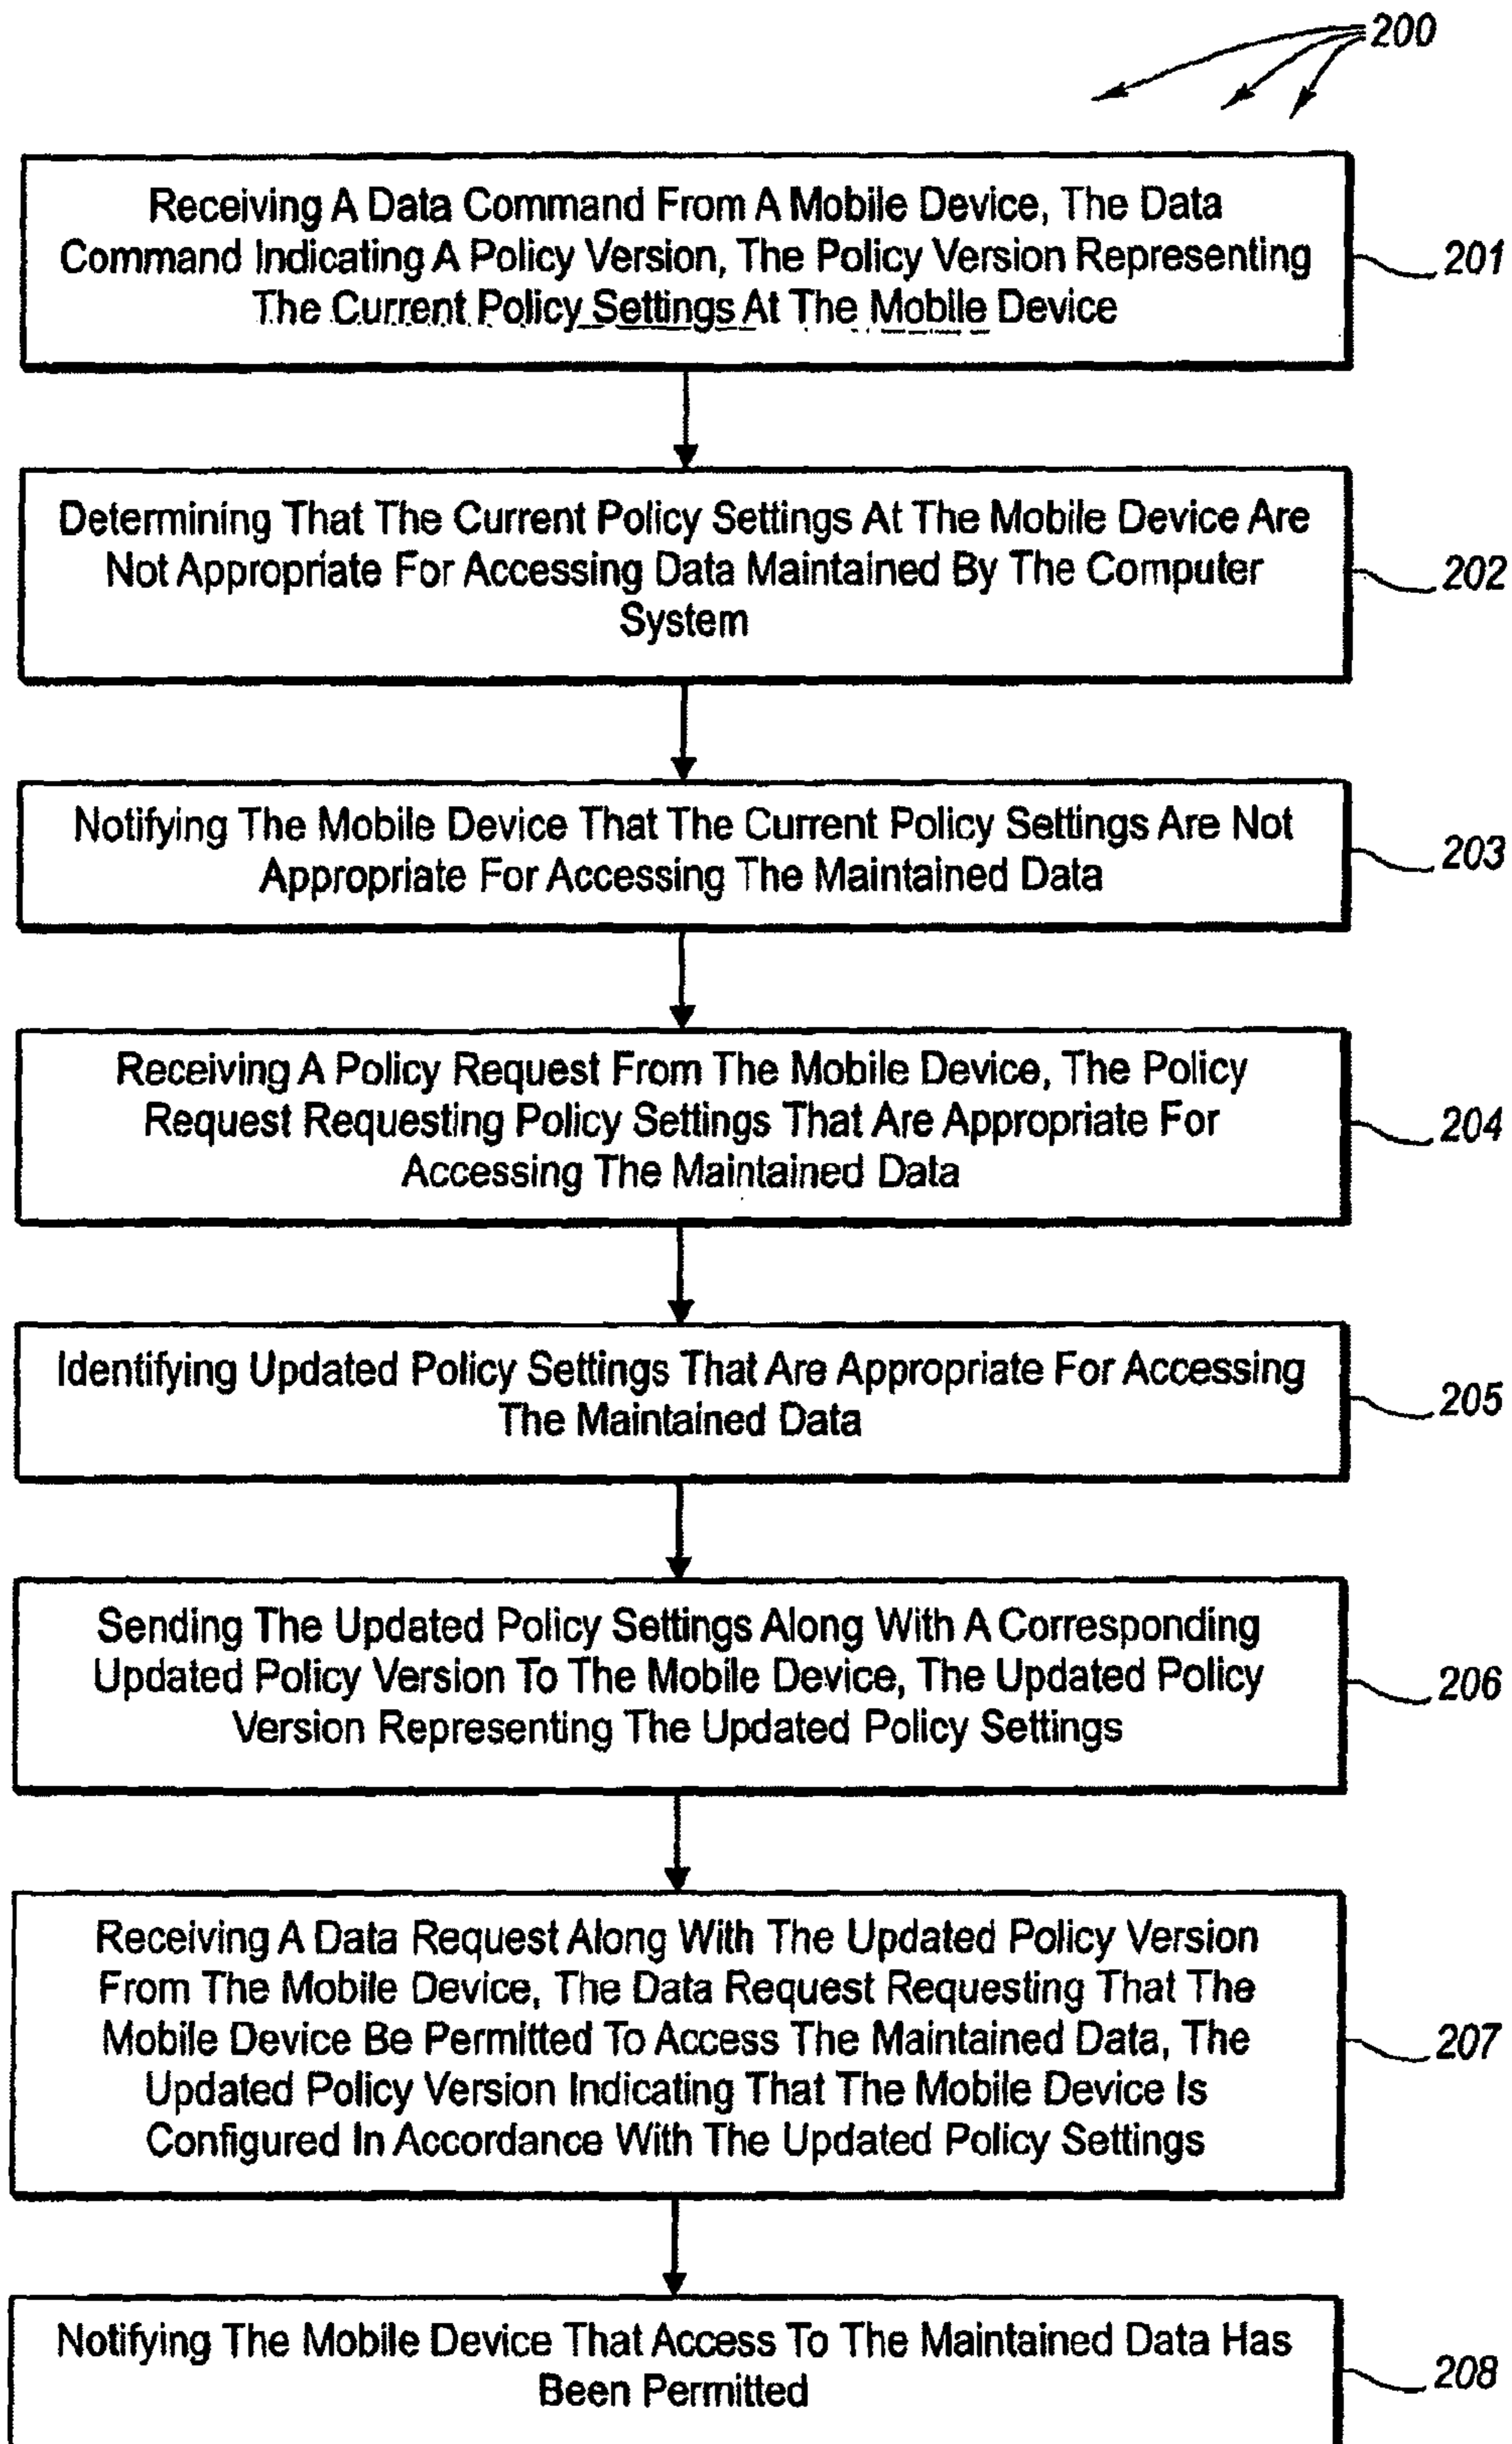 200
Receiving A Data Command From A Mobile Device, The Data
Command Indicating A Policy Version, The Policy Version Representing
The Current Policy Settings At The Mobile Device
201
Determining That The Current Policy Settings At The Mobile Device Are
Not Appropriate For Accessing Data Maintained By The Computer
System
202
Notifying The Mobile Device That The Current Policy Settings Are Not
Appropriate For Accessing The Maintained Data
203
Receiving A Policy Request From The Mobile Device, The Policy
Request Requesting Policy Settings That Are Appropriate For
Accessing The Maintained Data
204
Identifying Updated Policy Settings That Are Appropriate For Accessing
The Maintained Data
205
Sending The Updated Policy Settings Along With A Corresponding
Updated Policy Version To The Mobile Device, The Updated Policy
Version Representing The Updated Policy Settings
206
Receiving A Data Request Along With The Updated Policy Version
From The Mobile Device, The Data Request Requesting That The
Mobile Device Be Permitted To Access The Maintained Data, The
Updated Policy Version Indicating That The Mobile Device Is
Configured In Accordance With The Updated Policy Settings
207
Notifying The Mobile Device That Access To The Maintained Data Has
Been Permitted
208